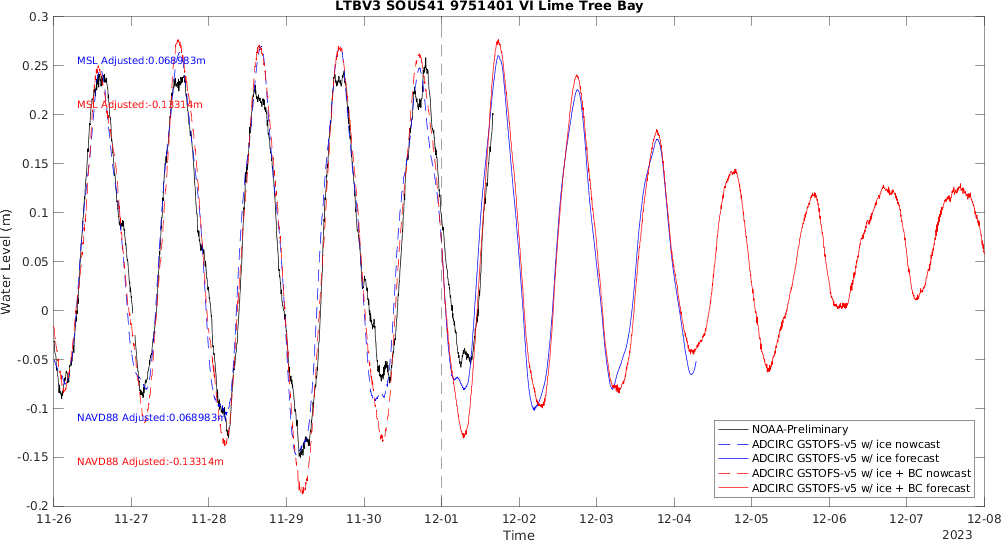 LTBV3 SOUS41 9751401 VI Lime Tree Bay
0.3
0.25
0.2
0.15
0.1
0.05
0
-0.05
-0.1
-0.15
-0.2
Water Level (m)
MSL Adjusted:0.068983m
MSL Adjusted:-0.13314m
NAVD88 Adjusted:0.068983m
NAVD88 Adjusted:-0.13314m
NOAA-Preliminary
ADCIRC GSTOFS-v5 w/ ice nowcast
ADCIRC GSTOFS-v5 w/ ice forecast
ADCIRC GSTOFS-v5 w/ ice + BC nowcast
ADCIRC GSTOFS-v5 w/ ice + BC forecast
11-26 11-27 11-28 11-29 11-30 12-01 12-02 12-03 12-04 12-05 12-06 12-07 12-08
Time
2023